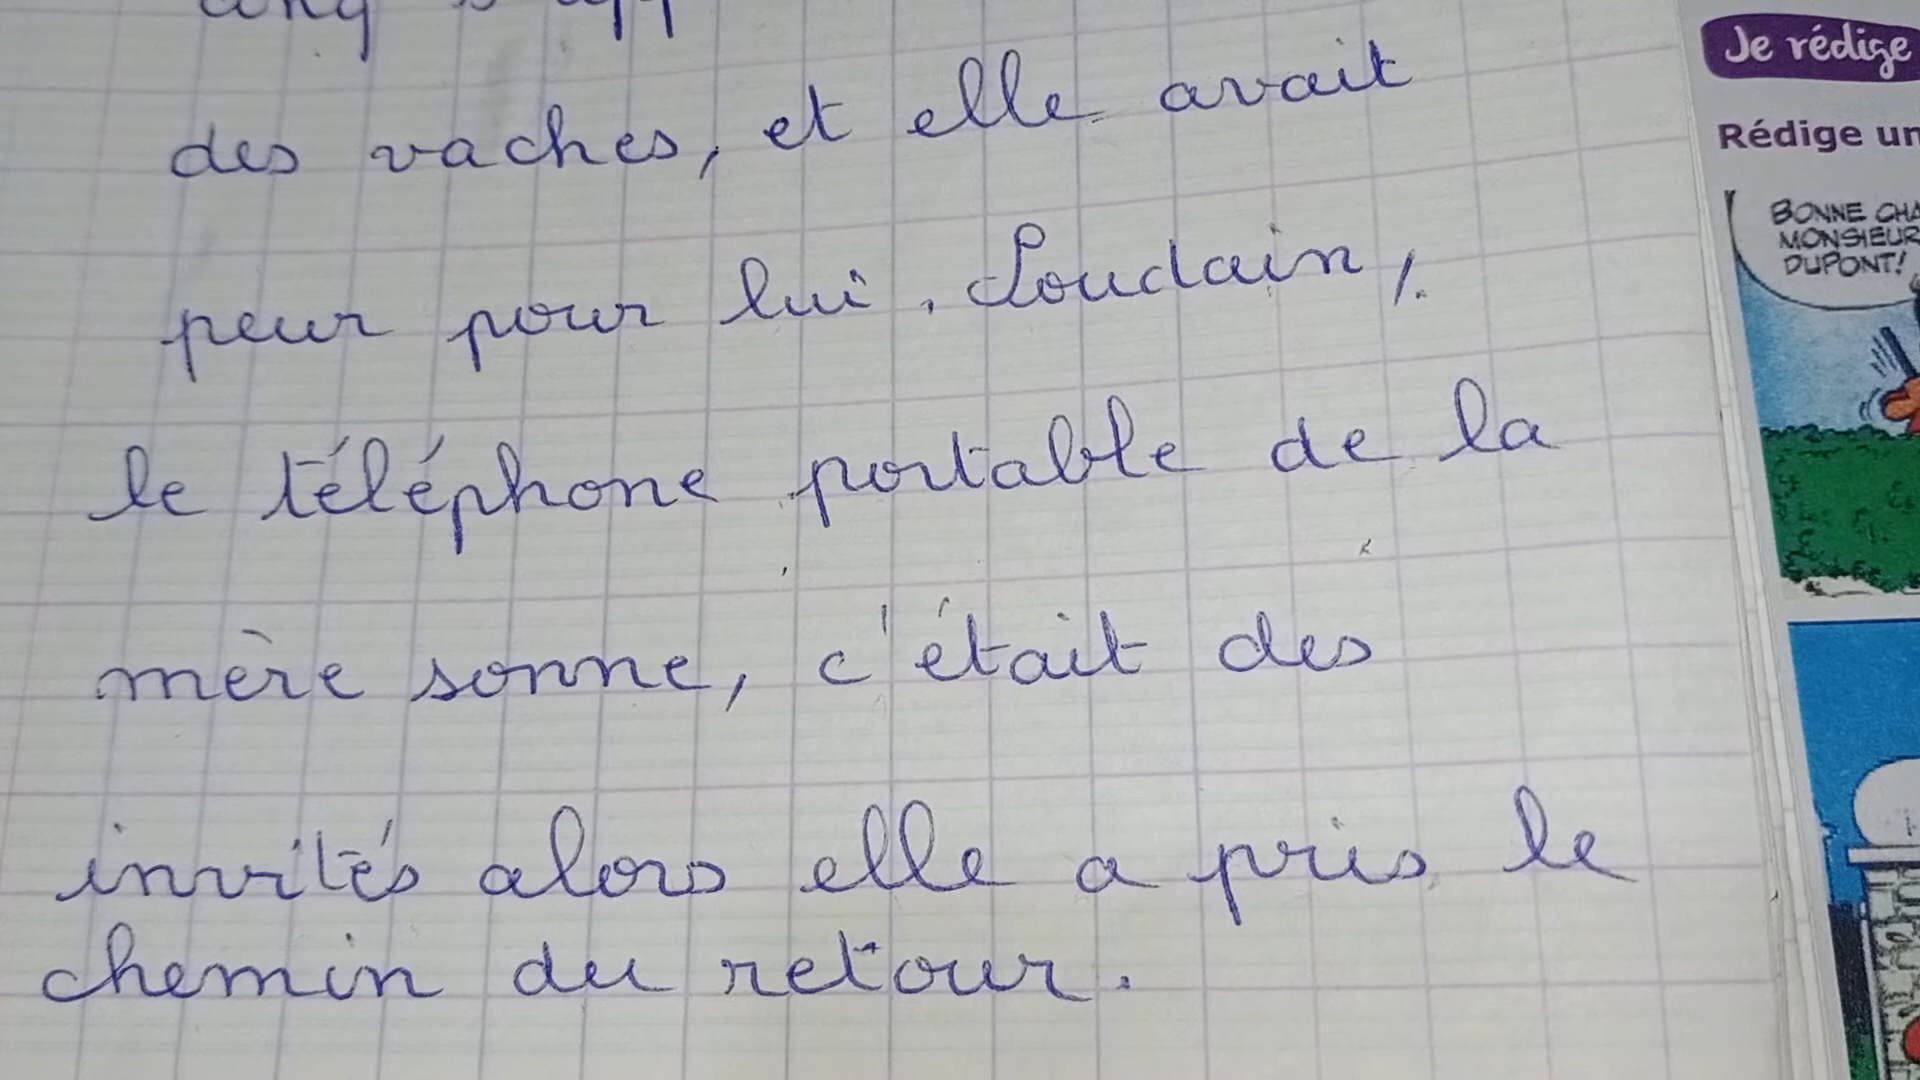 des vaches, et elle avait
peur pour lui. Soudain,
le téléphone portable de la
mère sonne, c'était des
invités alors elle a pris le
chemin du retour.
Je rédige
Rédige un
BONNE CHA
MONSIEUR
DUPONT!